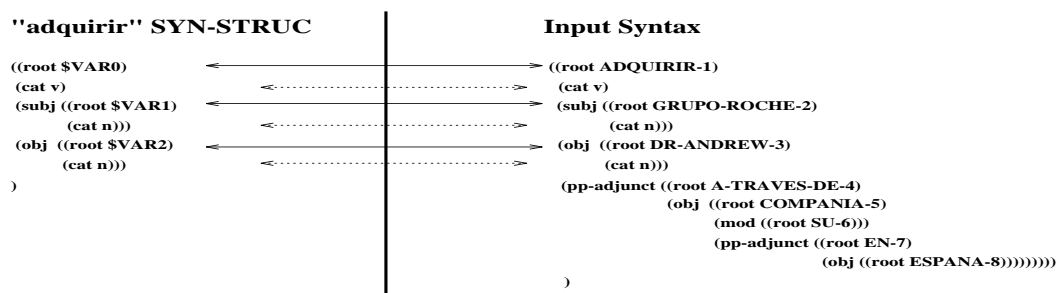 "adquirir" SYN-STRUC
((root $VAR0)
(cat v)
(subj ((root $VAR1)
(cat n)))
(obj ((root $VAR2)
(cat n)))
)
Input Syntax
((root ADQUIRIR-1)
(cat v)
(subj ((root GRUPO-ROCHE-2)
(cat n)))
(obj ((root DR-ANDREW-3)
(cat n)))
(pp-adjunct ((root A-TRAVES-DE-4)
(obj ((root COMPANIA-5)
(mod ((root SU-6)))
(pp-adjunct ((root EN-7)
(obj ((root ESPANA-8)))))))))
)